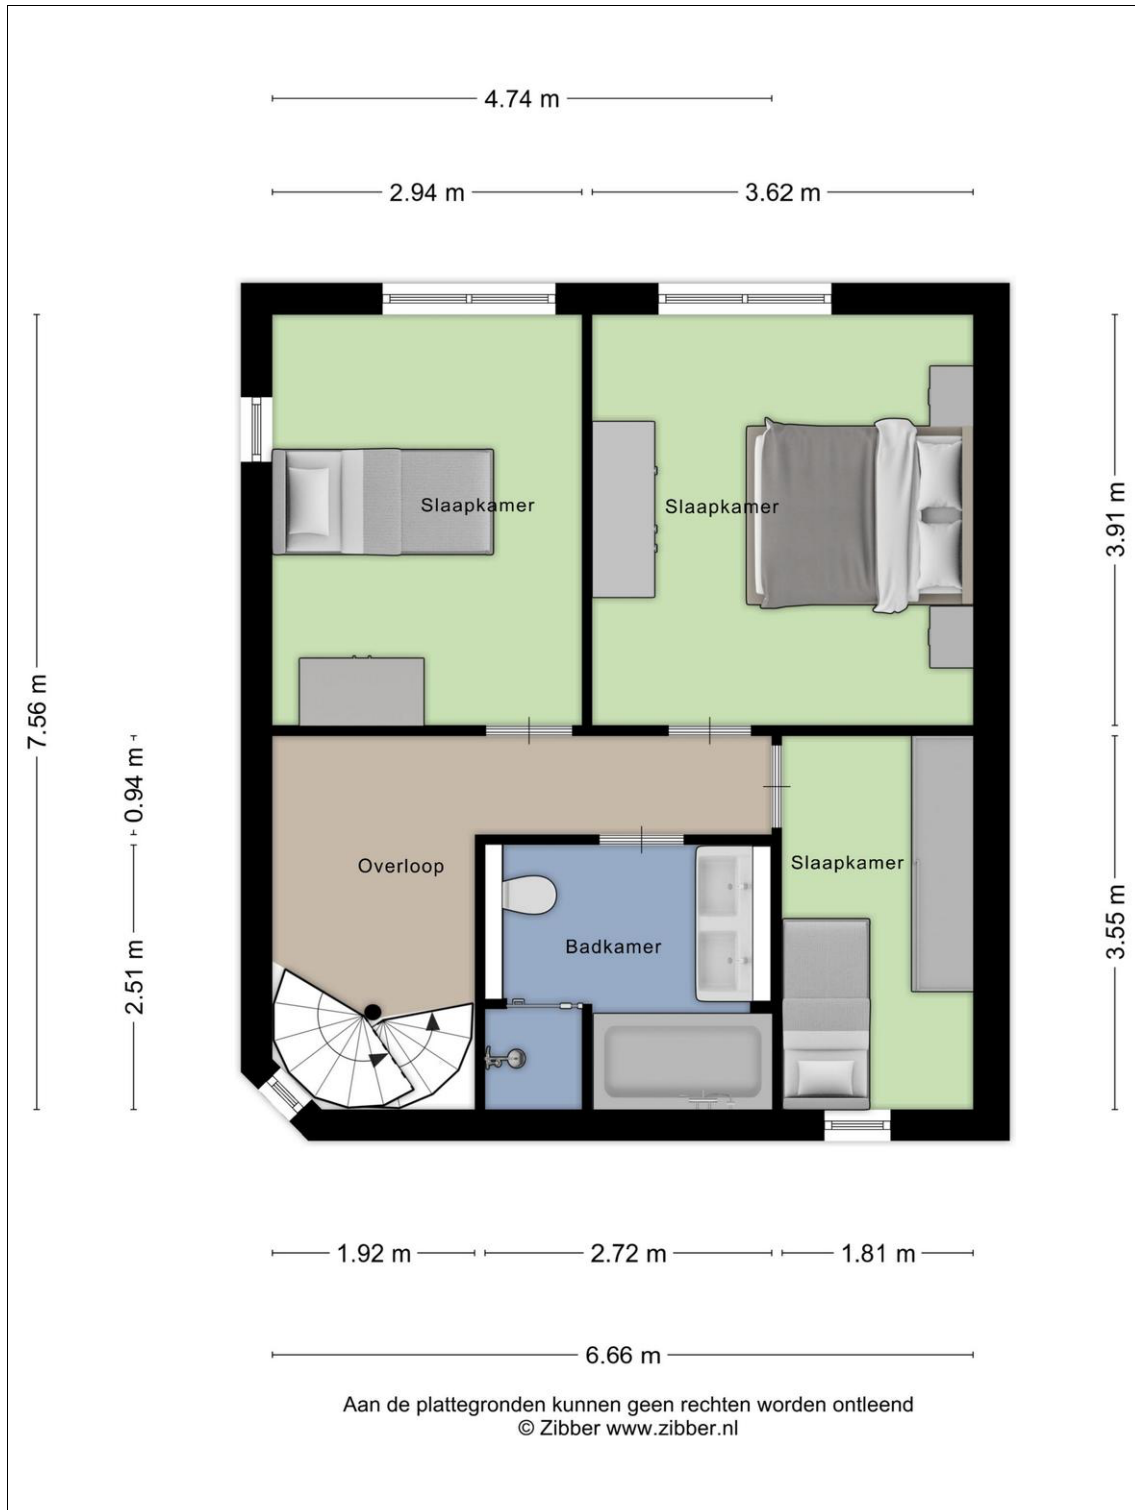 4.74 m
2.94 m
3.62 m
Slaapkamer
Slaapkamer
3.91 m
7.56 m
0.94 m
Overloop
Slaapkamer
Badkamer
2.51 m
3.55 m
1.92 m
2.72 m
1.81 m
6.66 m
Aan de plattegronden kunnen geen rechten worden ontleend
© Zibber www.zibber.nl